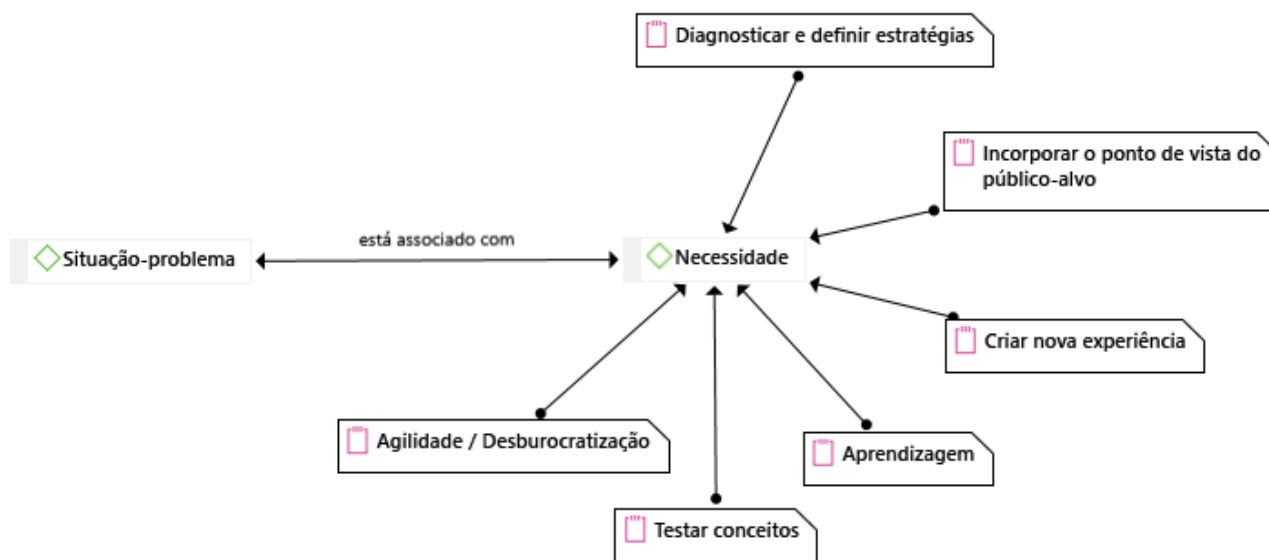 Diagnosticar e definir estratégias
Incorporar o ponto de vista do
público-alvo
está associado com
Situação-problema
Necessidade
Criar nova experiência
Agilidade / Desburocratização
Aprendizagem
Testar conceitos